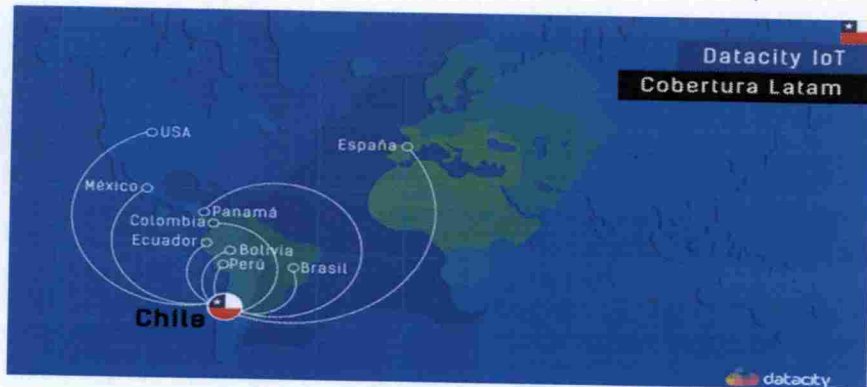 Datacity IoT
Cobertura Latam
USA
España
México
Panamá
Colombia
Ecuador
Bolivia
Perú
Brasil
Chile
datacity